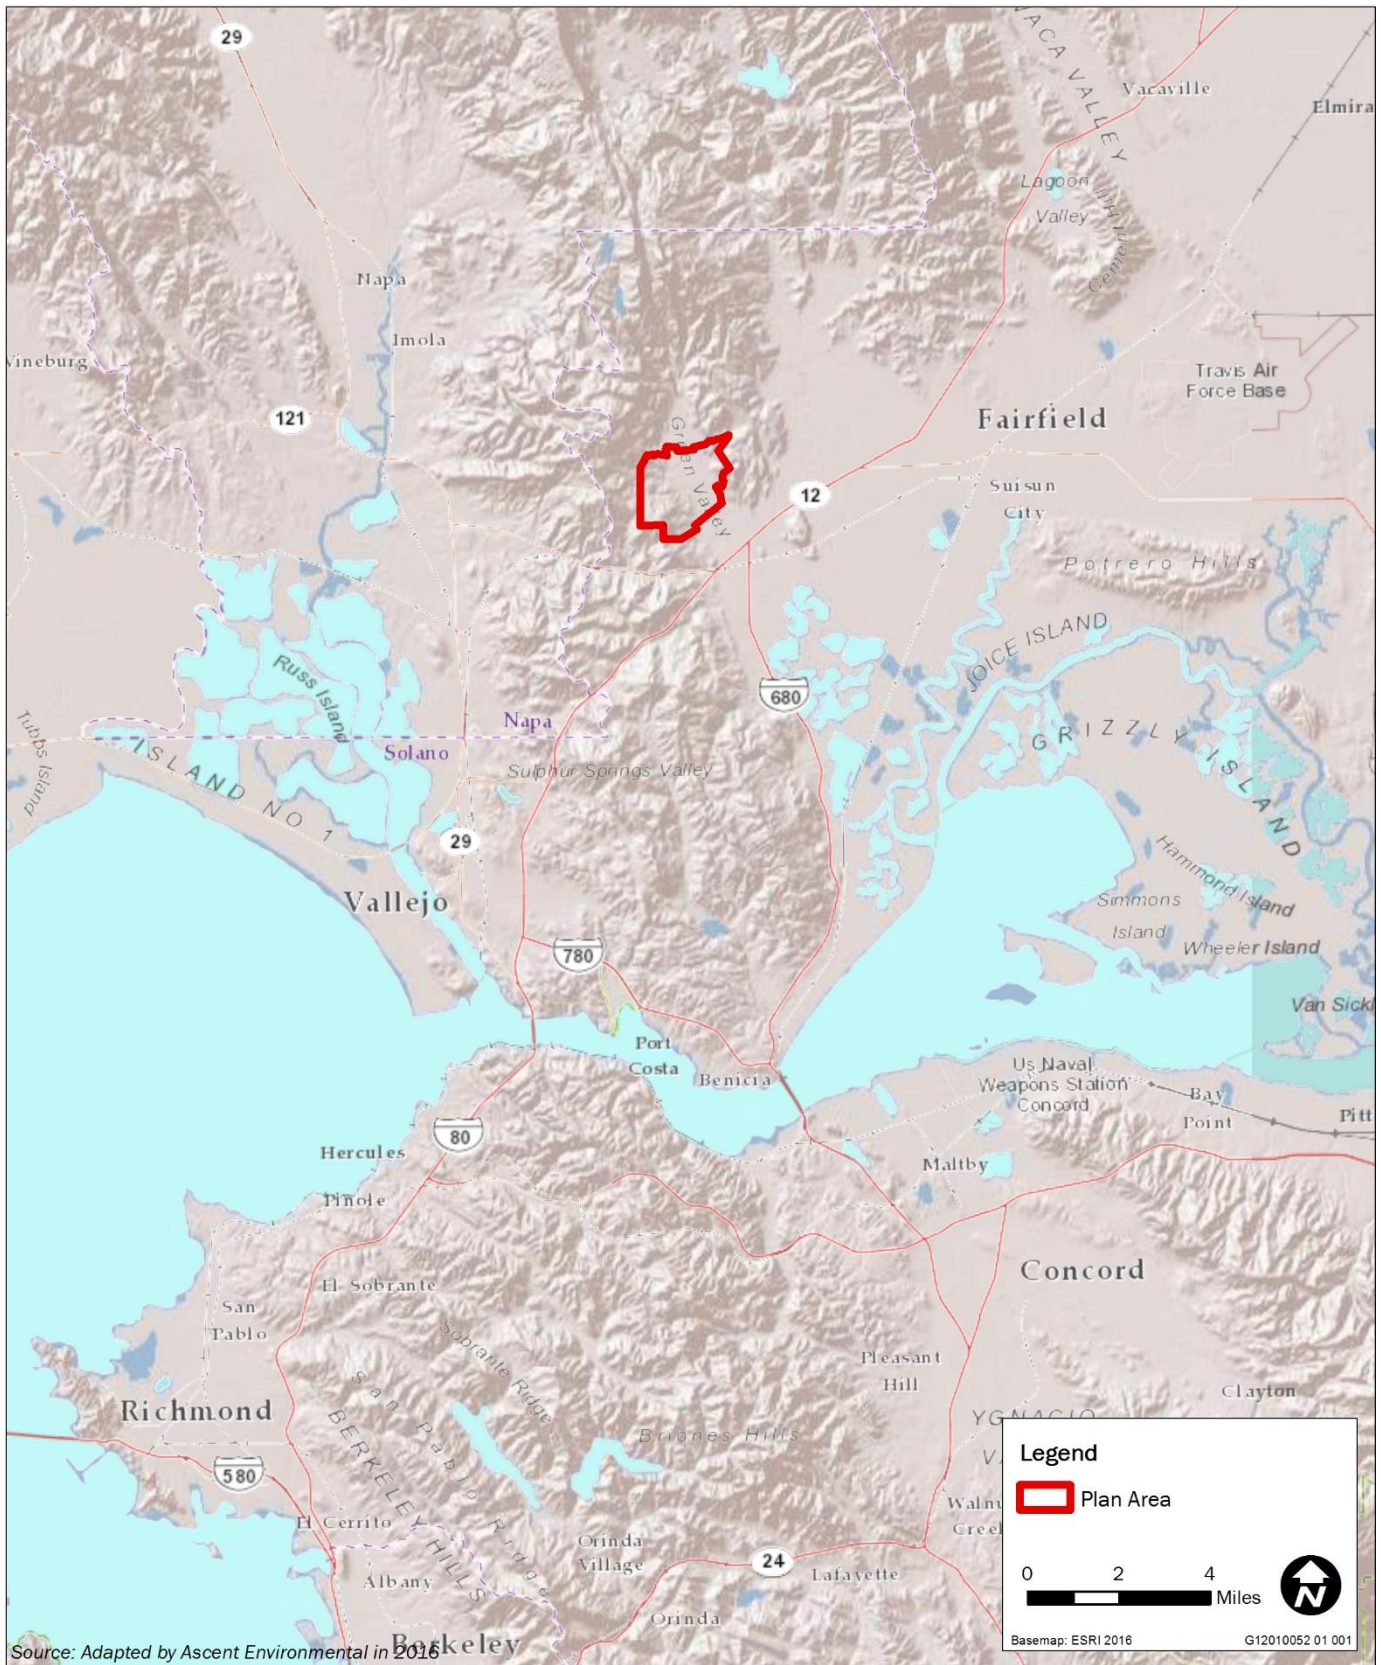 29
VACA VALLEY
Vacaville
Elmira
Lagoon
Valley
Napa
Imola
Vineburg
121
Travis Air
Force Base
Fairfield
Green Valley
12
Suisun
City
Potrero Hills
JOICE ISLAND
Russ Island
680
GRIZZLY ISLAND
Napa
Solano
Tubbs Island
ISLAND NO 1
Sulphur Springs Valley
29
Hammond Island
Vallejo
Simmons
Island
Wheeler Island
780
Van Sickl
Port
Costa
Benicia
Us Naval
Weapons Station
Concord
Bay
Point
Pitt
80
Hercules
Maltby
Pinole
El Sobrante
Concord
San
Pablo
Sobrante Ridge
Pleasant
Hill
Clayton
Richmond
San Pablo Ridge
BERKELEY HILLS
Briones Hills
YGNACIO
580
El Cerrito
Walnu
Creek
Orinda
Village
Albany
24
Lafayette
Orinda
Berkeley
Legend
Plan Area
0 2 4
Miles
N
Basemap: ESRI 2016 G12010052 01 001
Source: Adapted by Ascent Environmental in 2016